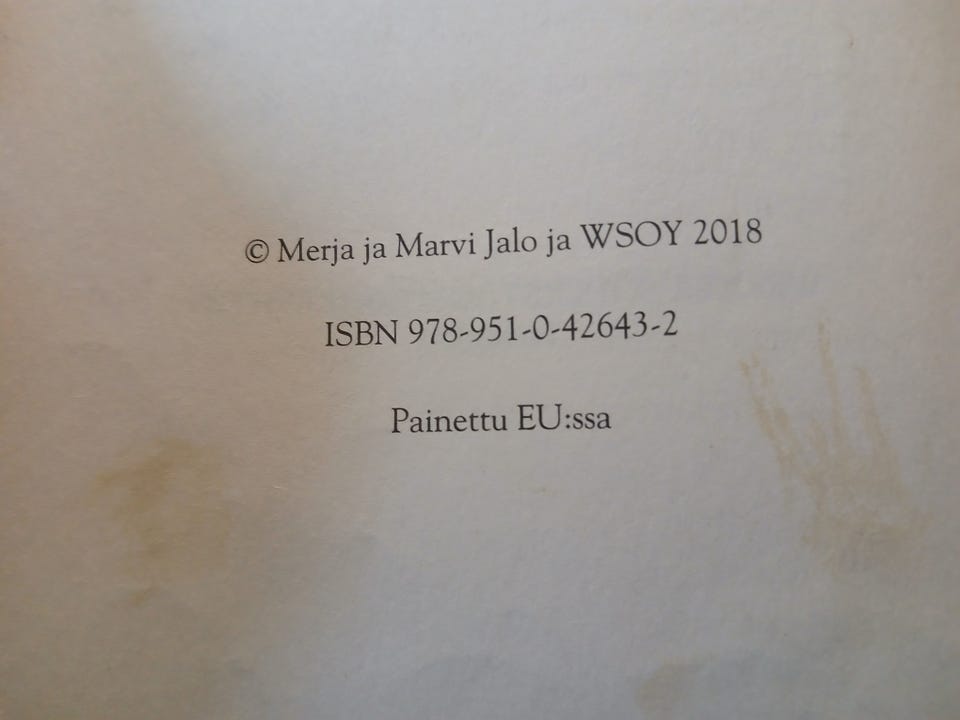 © Merja ja Marvi Jalo ja WSOY 2018
ISBN 978-951-0-42643-2
Painettu EU:ssa